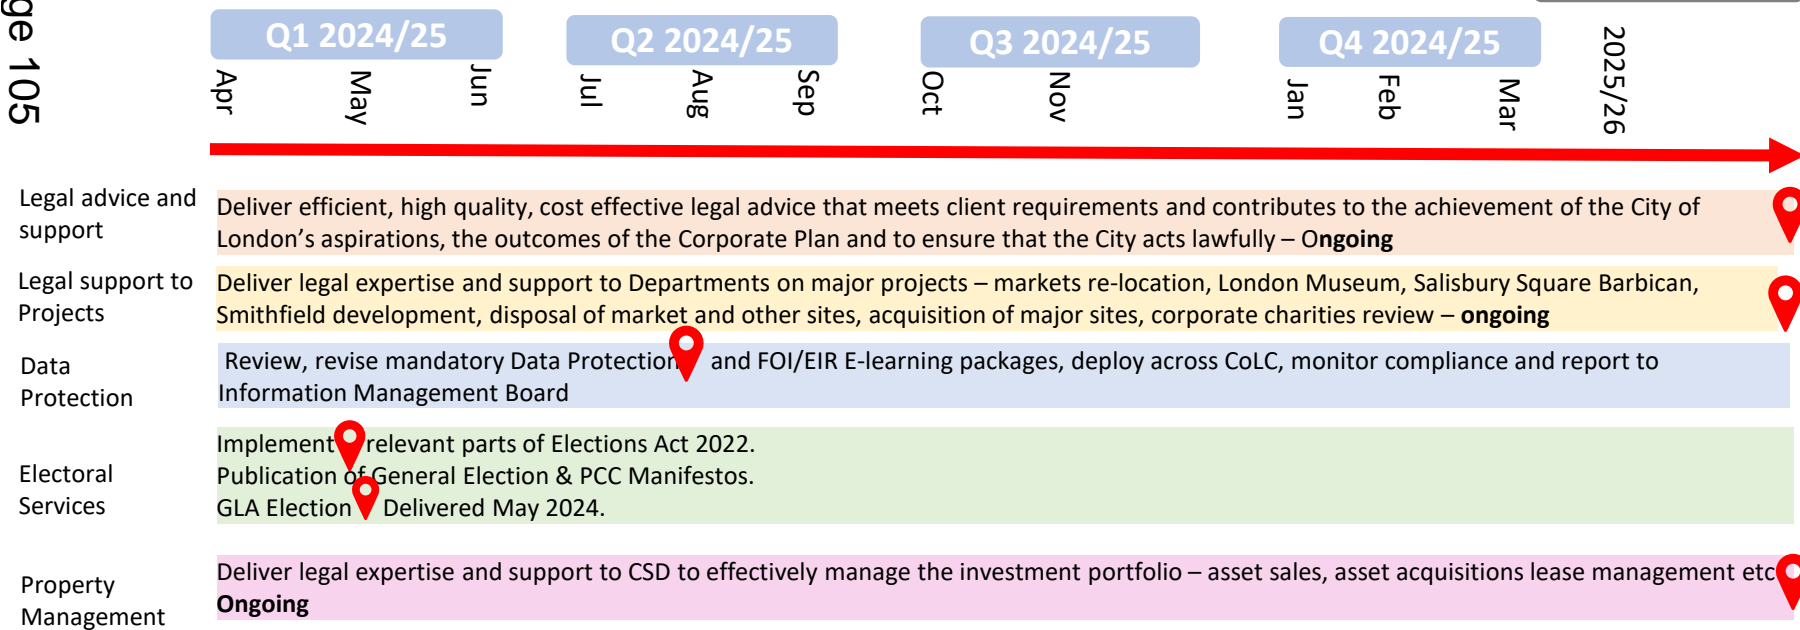 ge 105
Q1 2024/25
Q2 2024/25
Q3 2024/25
Q4 2024/25
2025/26
Apr
May
Jun
Jul
Aug
Sep
Oct
Nov
Jan
Feb
Mar
Legal advice and
support
Deliver efficient, high quality, cost effective legal advice that meets client requirements and contributes to the achievement of the City of
London’s aspirations, the outcomes of the Corporate Plan and to ensure that the City acts lawfully – Ongoing
Legal support to
Projects
Deliver legal expertise and support to Departments on major projects – markets re-location, London Museum, Salisbury Square Barbican,
Smithfield development, disposal of market and other sites, acquisition of major sites, corporate charities review – ongoing
Data
Protection
Review, revise mandatory Data Protection and FOI/EIR E-learning packages, deploy across CoLC, monitor compliance and report to
Information Management Board
Electoral
Services
Implement relevant parts of Elections Act 2022.
Publication of General Election & PCC Manifestos.
GLA Election Delivered May 2024.
Property
Management
Deliver legal expertise and support to CSD to effectively manage the investment portfolio – asset sales, asset acquisitions lease management etc
Ongoing